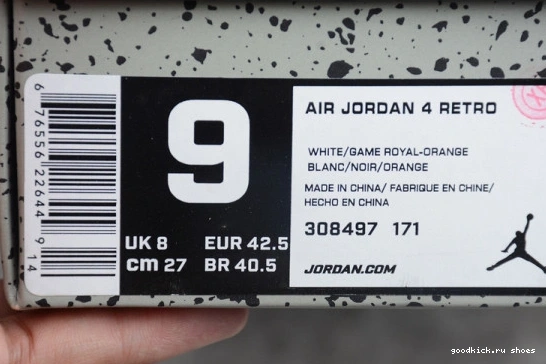 6 76556 22644 9 14
9
UK 8 EUR 42.5
cm 27 BR 40.5
AIR JORDAN 4 RETRO
WHITE/GAME ROYAL-ORANGE
BLANC/NOIR/ORANGE
MADE IN CHINA/ FABRIQUE EN CHINE/
HECHO EN CHINA
308497 171
JORDAN.COM
goodkick.ru shoes